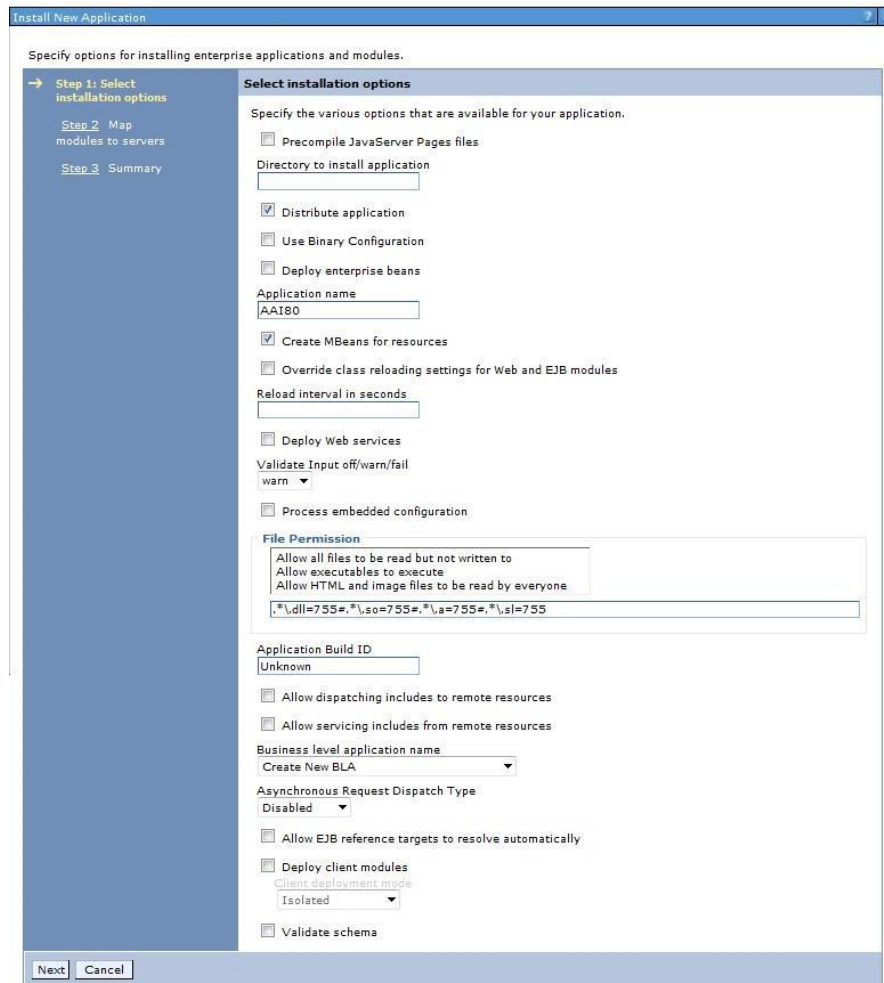 Install New Application
?
Specify options for installing enterprise applications and modules.
Step 1: Select
installation options
Step 2 Map
modules to servers
Step 3 Summary
Select installation options
Specify the various options that are available for your application.
Precompile JavaServer Pages files
Directory to install application
Distribute application
Use Binary Configuration
Deploy enterprise beans
Application name
AAI80
Create MBeans for resources
Override class reloading settings for Web and EJB modules
Reload interval in seconds
Deploy Web services
Validate Input off/warn/fail
warn
Process embedded configuration
File Permission
Allow all files to be read but not written to
Allow executables to execute
Allow HTML and image files to be read by everyone
.*\.dll=755#.*\.so=755#.*\.a=755#.*\.sl=755
Application Build ID
Unknown
Allow dispatching includes to remote resources
Allow servicing includes from remote resources
Business level application name
Create New BLA
Asynchronous Request Dispatch Type
Disabled
Allow EJB reference targets to resolve automatically
Deploy client modules
Client deployment mode
Isolated
Validate schema
Next Cancel